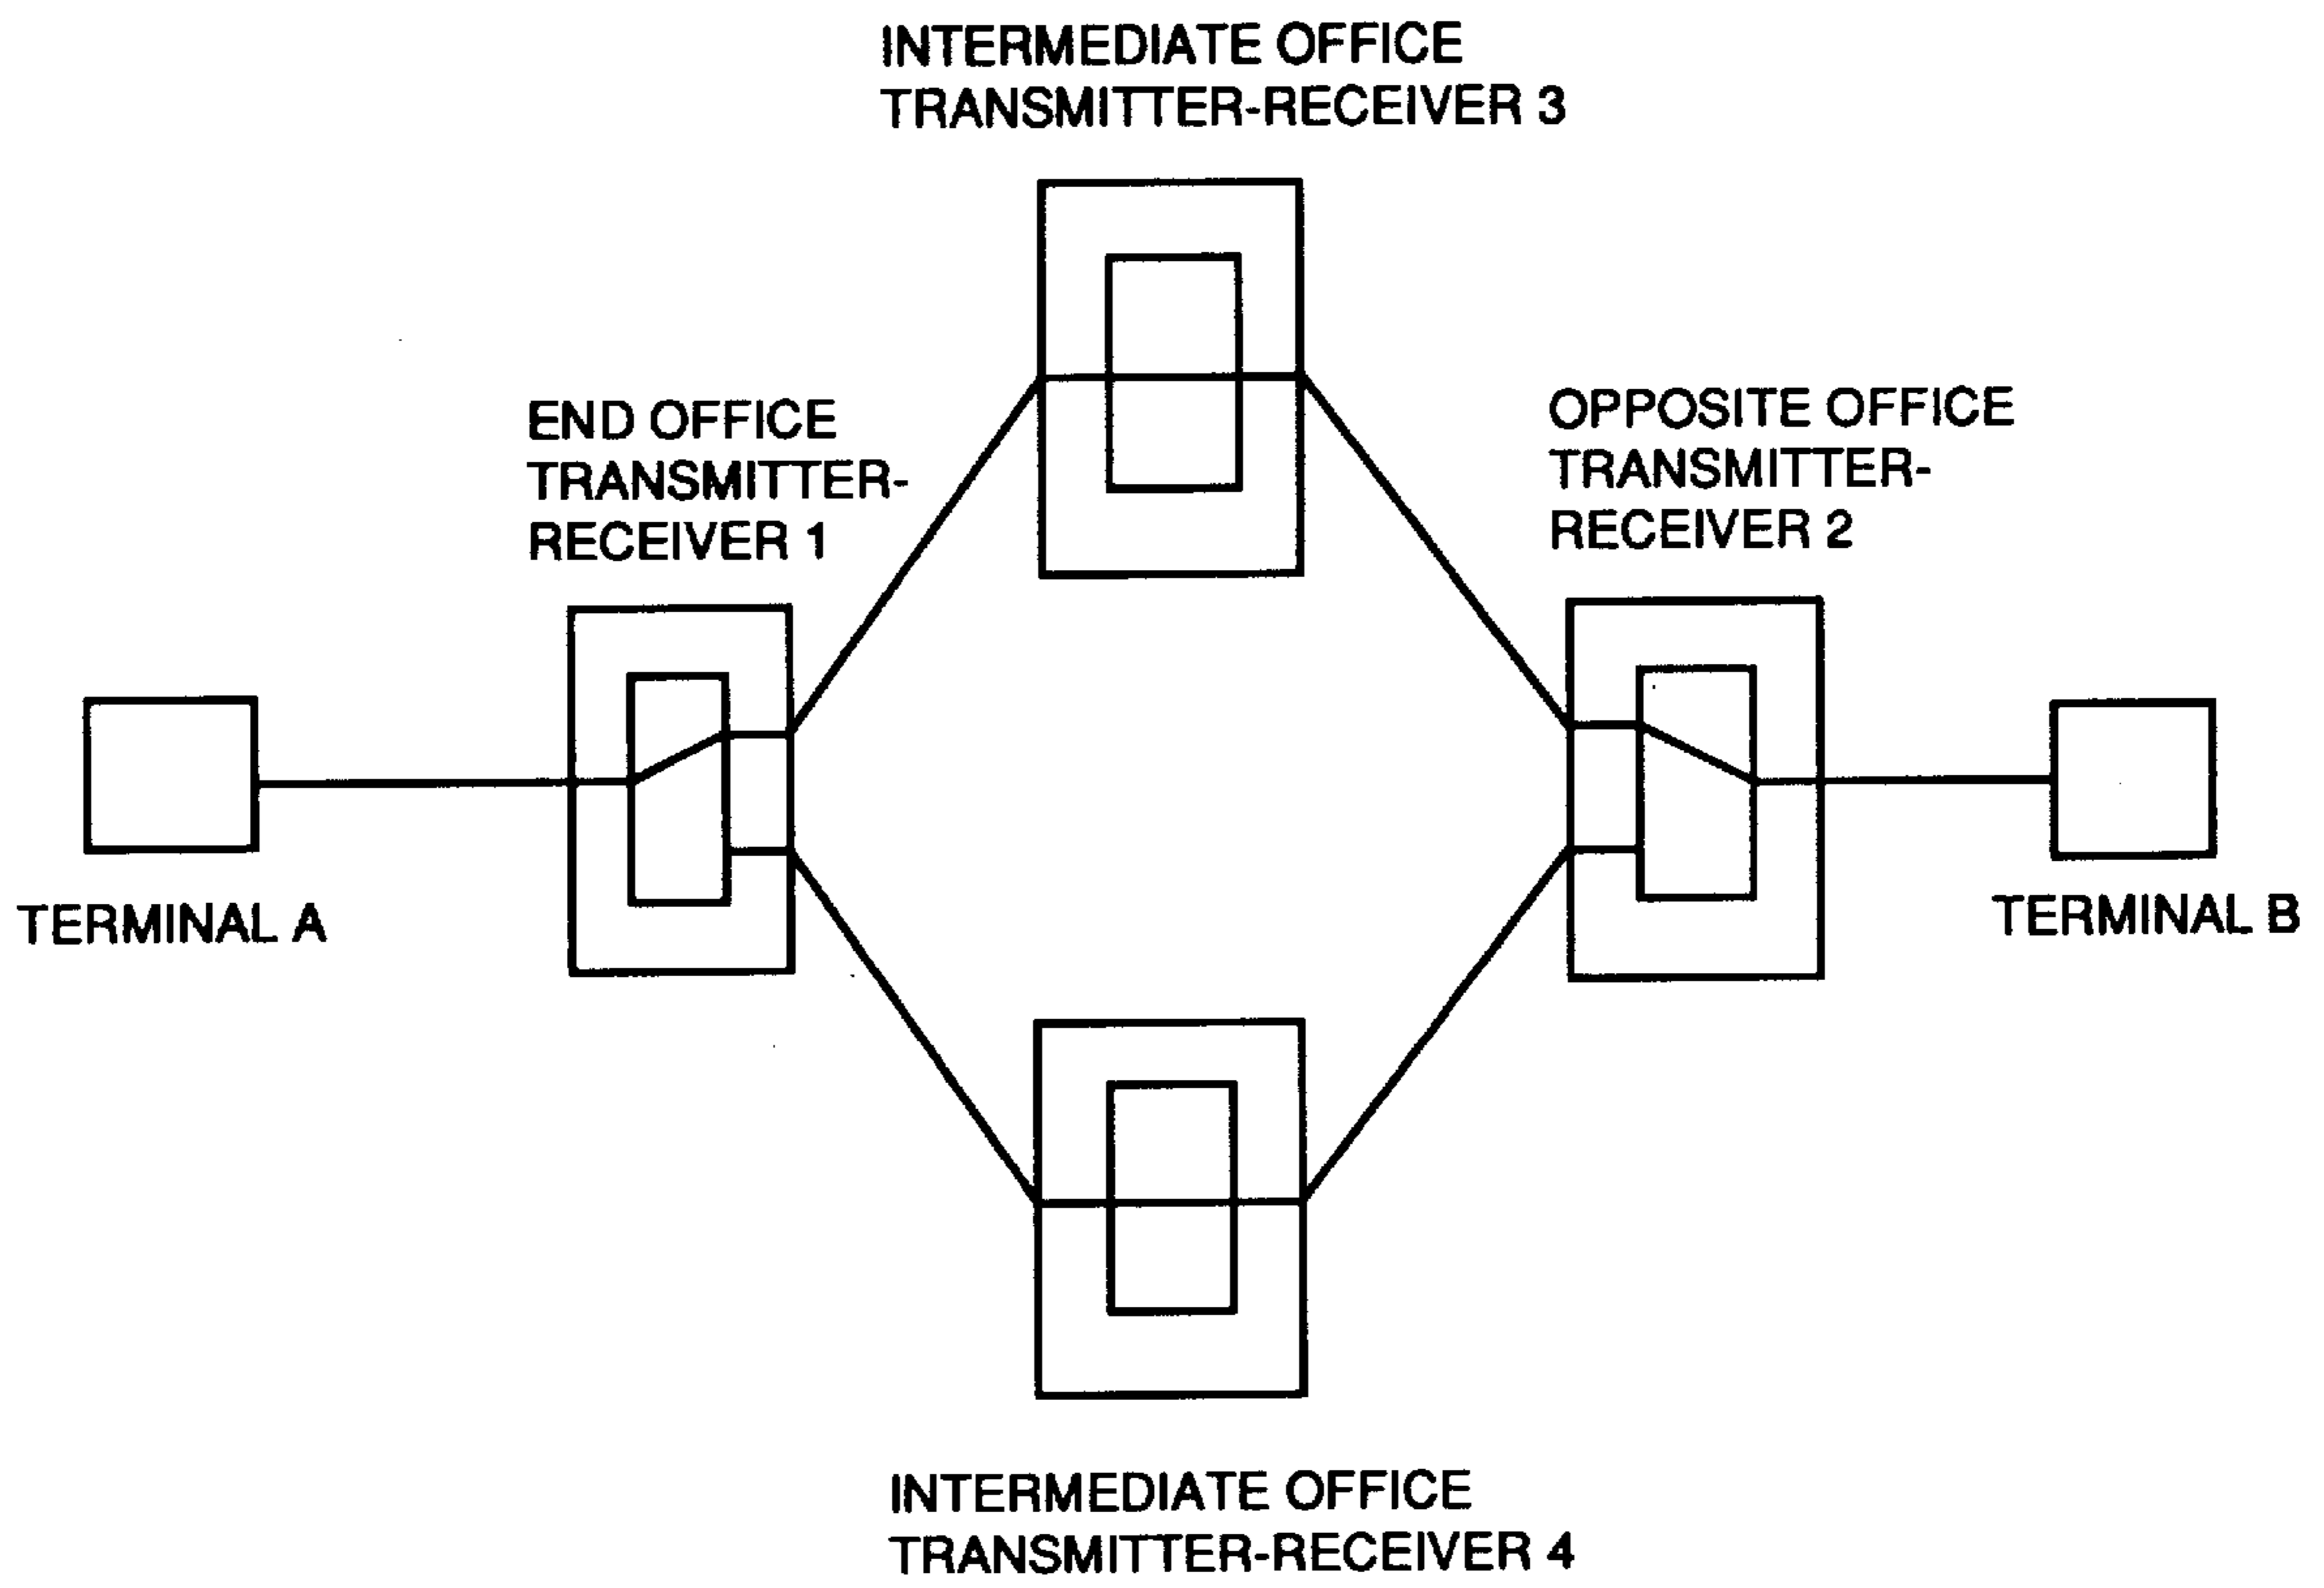 INTERMEDIATE OFFICE
TRANSMITTER-RECEIVER 3
END OFFICE
TRANSMITTER-
RECEIVER 1
OPPOSITE OFFICE
TRANSMITTER-
RECEIVER 2
TERMINAL A
TERMINAL B
INTERMEDIATE OFFICE
TRANSMITTER-RECEIVER 4